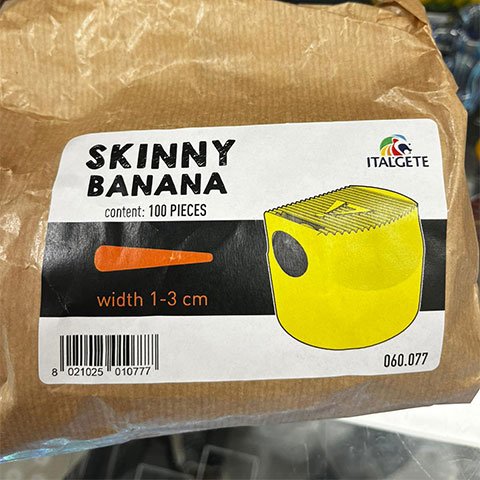 SKINNY
BANANA
content: 100 PIECES
ITALGETE
width 1-3 cm
8 021025 010777
060.077